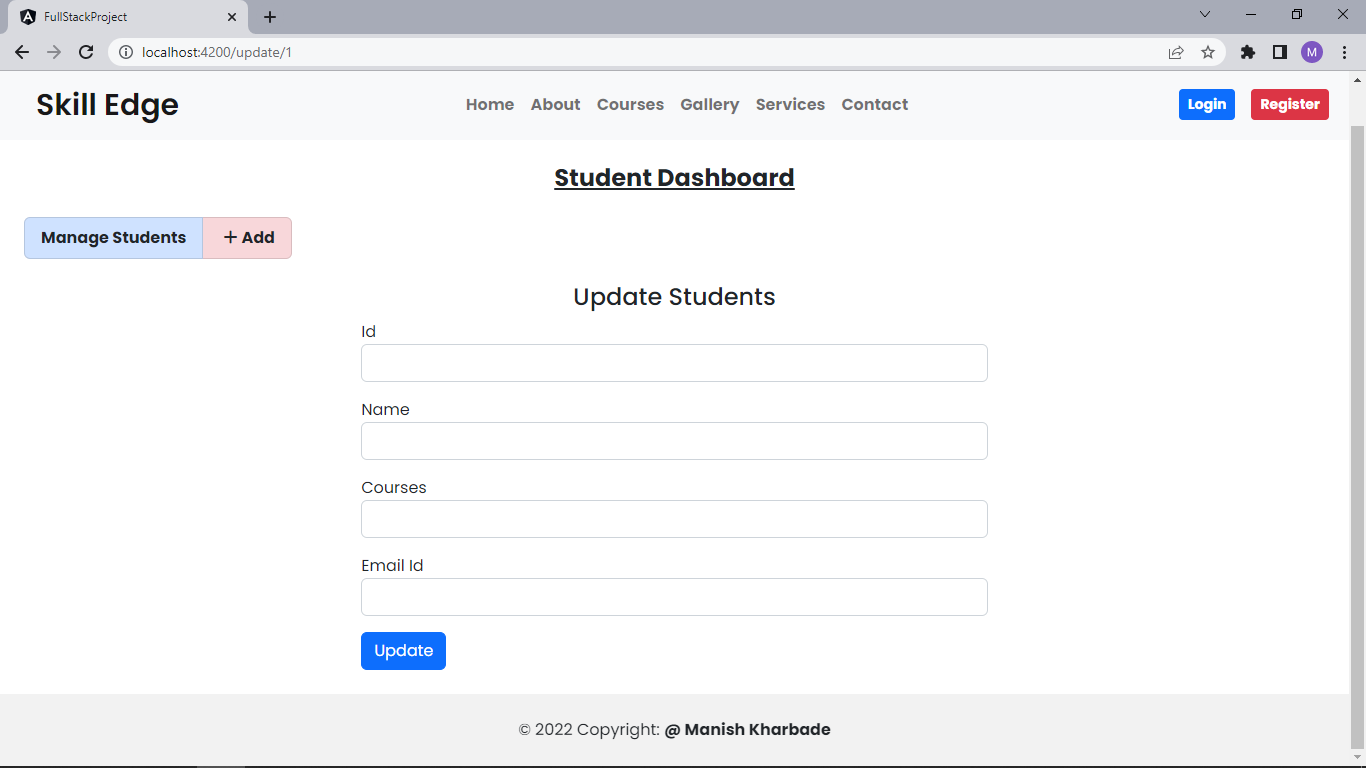 FullStackProject
localhost:4200/update/1
M
Skill Edge
Home About Courses Gallery Services Contact
Login Register
Student Dashboard
Manage Students + Add
Update Students
Id
Name
Courses
Email Id
Update
© 2022 Copyright: @ Manish Kharbade